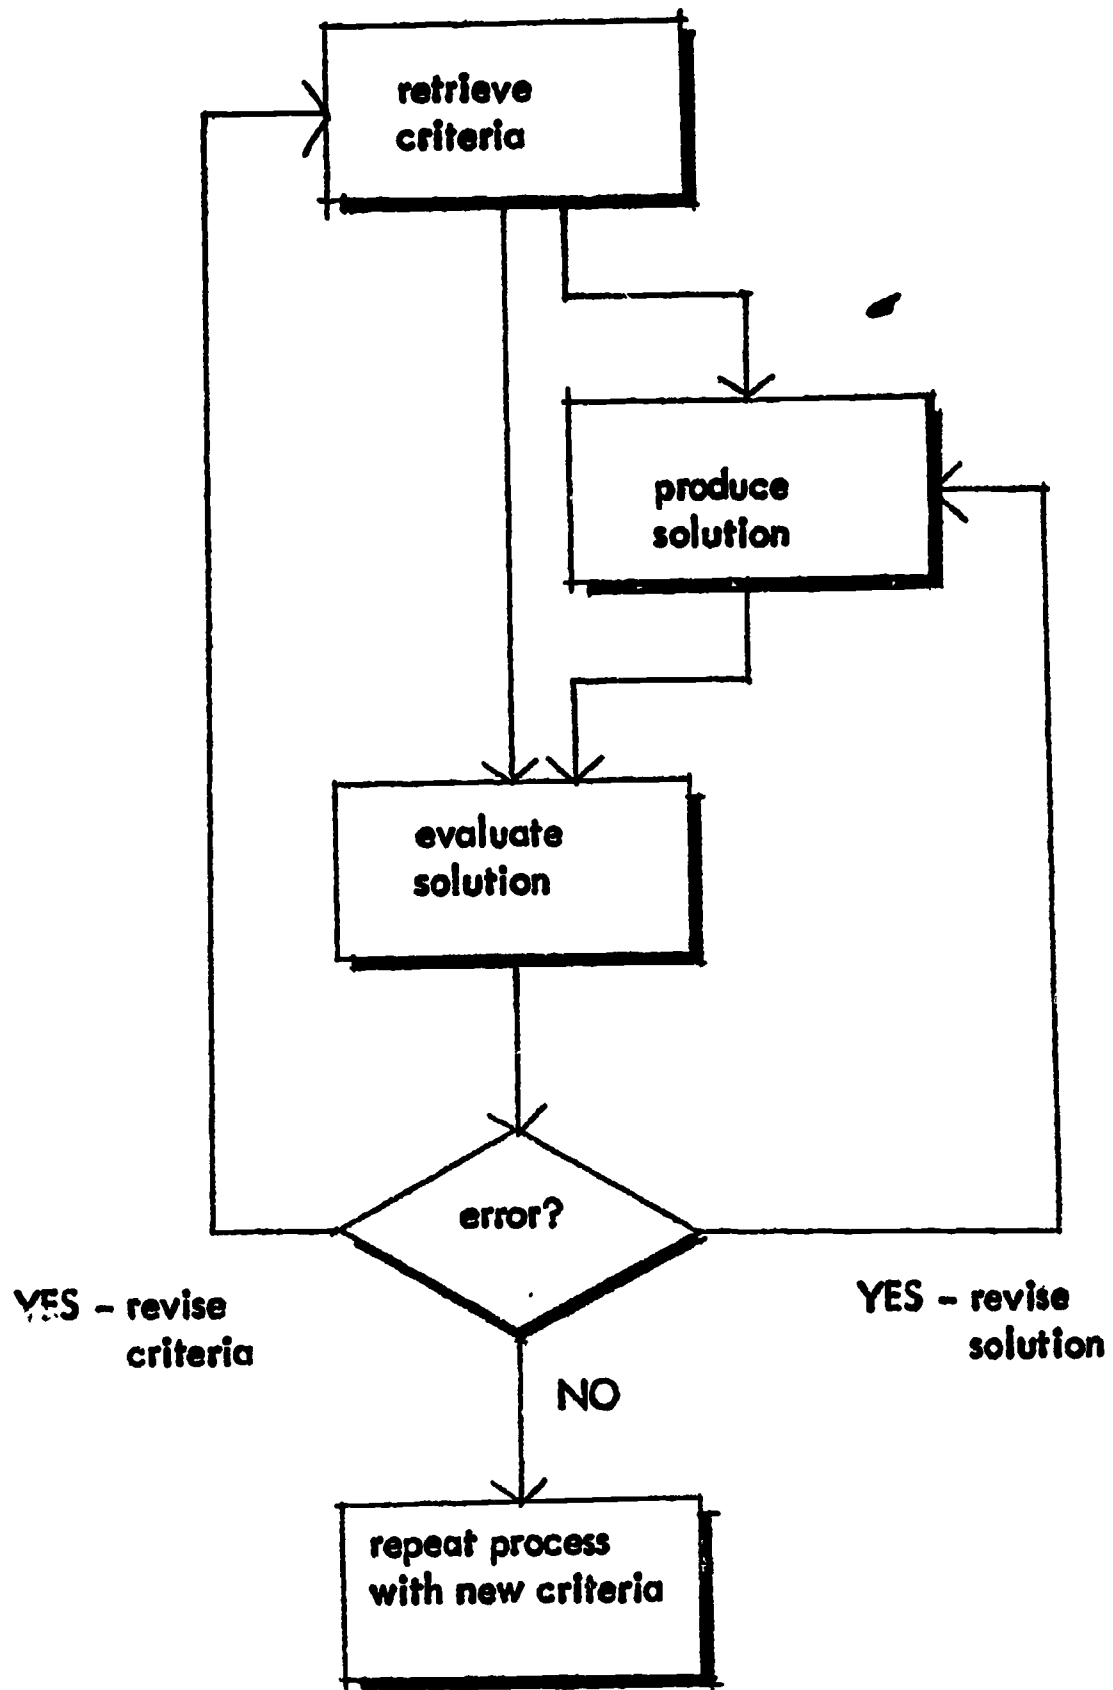 retrieve
criteria
produce
solution
evaluate
solution
error?
YES - revise
criteria
YES - revise
solution
NO
repeat process
with new criteria